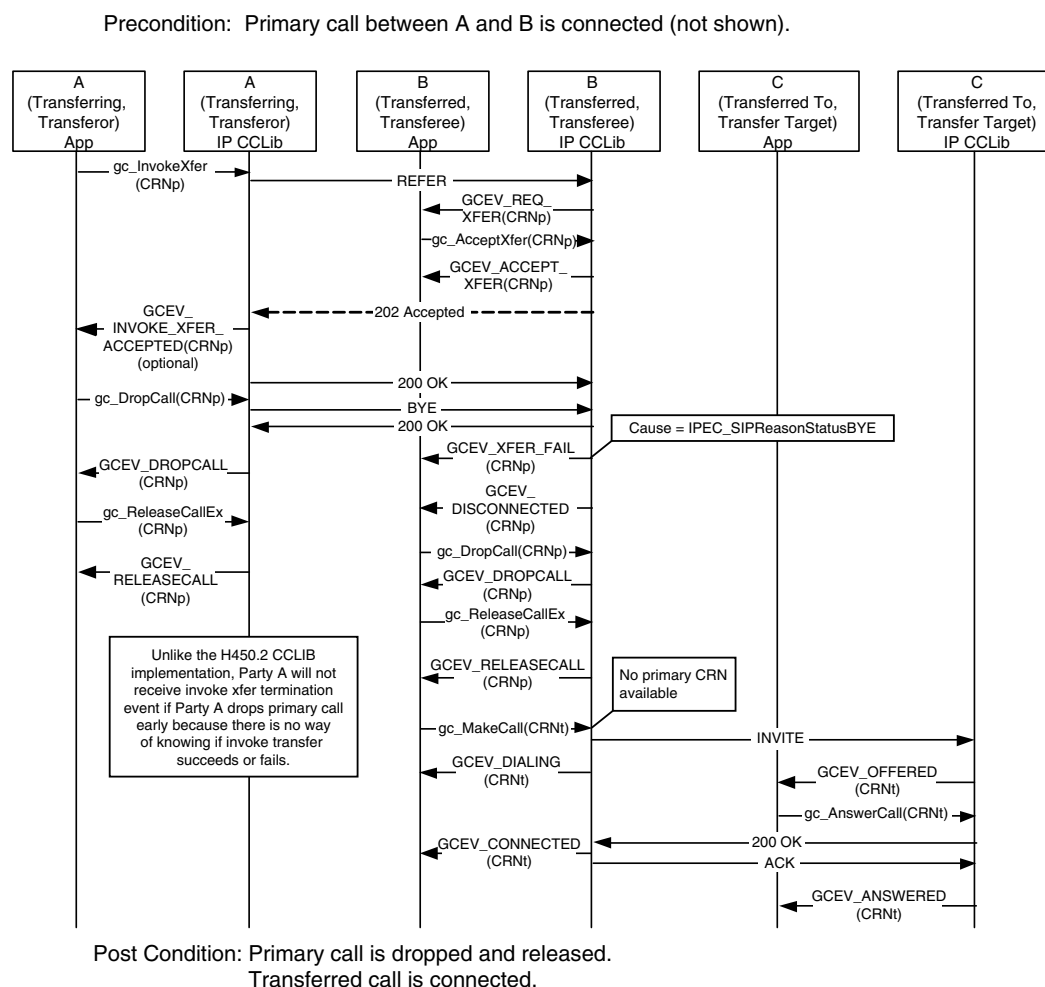 Precondition: Primary call between A and B is connected (not shown).
A
(Transferring,
Transferor)
App
A
(Transferring,
Transferor)
IP CCLib
B
(Transferred,
Transferee)
App
B
(Transferred,
Transferee)
IP CCLib
C
(Transferred To,
Transfer Target)
App
C
(Transferred To,
Transfer Target)
IP CCLib
gc_InvokeXfer
(CRNp)
REFER
GCEV_REQ_
XFER(CRNp)
gc_AcceptXfer(CRNp)
GCEV_ACCEPT_
XFER(CRNp)
202 Accepted
GCEV_
INVOKE_XFER_
ACCEPTED(CRNp)
(optional)
200 OK
gc_DropCall(CRNp)
BYE
200 OK
Cause = IPEC_SIPReasonStatusBYE
GCEV_XFER_FAIL
(CRNp)
GCEV_DROPCALL
(CRNp)
GCEV_
DISCONNECTED
(CRNp)
gc_ReleaseCallEx
(CRNp)
gc_DropCall(CRNp)
GCEV_
RELEASECALL
(CRNp)
GCEV_DROPCALL
(CRNp)
gc_ReleaseCallEx
(CRNp)
Unlike the H450.2 CCLIB
implementation, Party A will not
receive invoke xfer termination
event if Party A drops primary call
early because there is no way
of knowing if invoke transfer
succeeds or fails.
GCEV_RELEASECALL
(CRNp)
No primary CRN
available
gc_MakeCall(CRNt)
INVITE
GCEV_DIALING
(CRNt)
GCEV_OFFERED
(CRNt)
gc_AnswerCall(CRNt)
200 OK
GCEV_CONNECTED
(CRNt)
ACK
GCEV_ANSWERED
(CRNt)
Post Condition: Primary call is dropped and released.
Transferred call is connected.